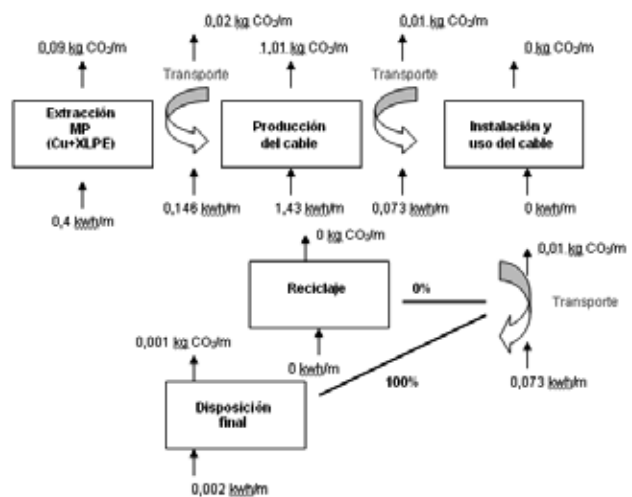 0,09 kg CO₂/m
0,02 kg CO₂/m
1,01 kg CO₂/m
0,01 kg CO₂/m
0 kg CO₂/m
Transporte
Transporte
Extracción
MP
(Cu+XLPE)
Producción
del cable
Instalación y
uso del cable
0,4 kwh/m
0,146 kwh/m
1,43 kwh/m
0,073 kwh/m
0 kwh/m
0 kg CO₂/m
0,01 kg CO₂/m
Reciclaje
0%
Transporte
0,001 kg CO₂/m
0 kwh/m
100%
0,073 kwh/m
Disposición
final
0,002 kwh/m